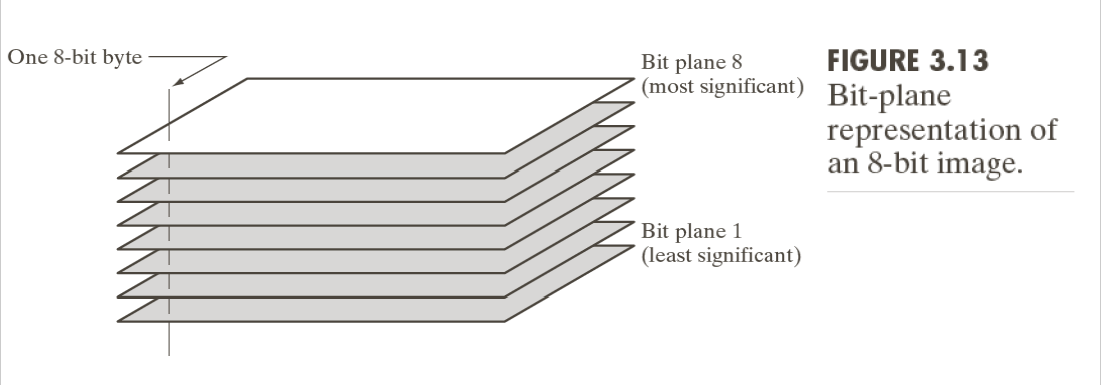 One 8-bit byte
Bit plane 8
(most significant)
Bit plane 1
(least significant)
FIGURE 3.13
Bit-plane
representation of
an 8-bit image.